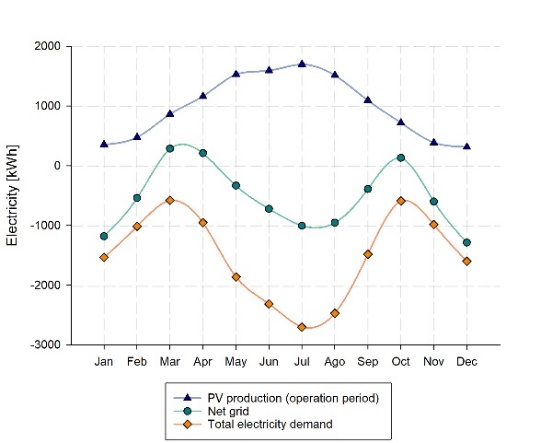 2000
1000
0
-1000
-2000
-3000
Electricity [kWh]
Jan Feb Mar Apr May Jun Jul Ago Sep Oct Nov Dec
PV production (operation period)
Net grid
Total electricity demand